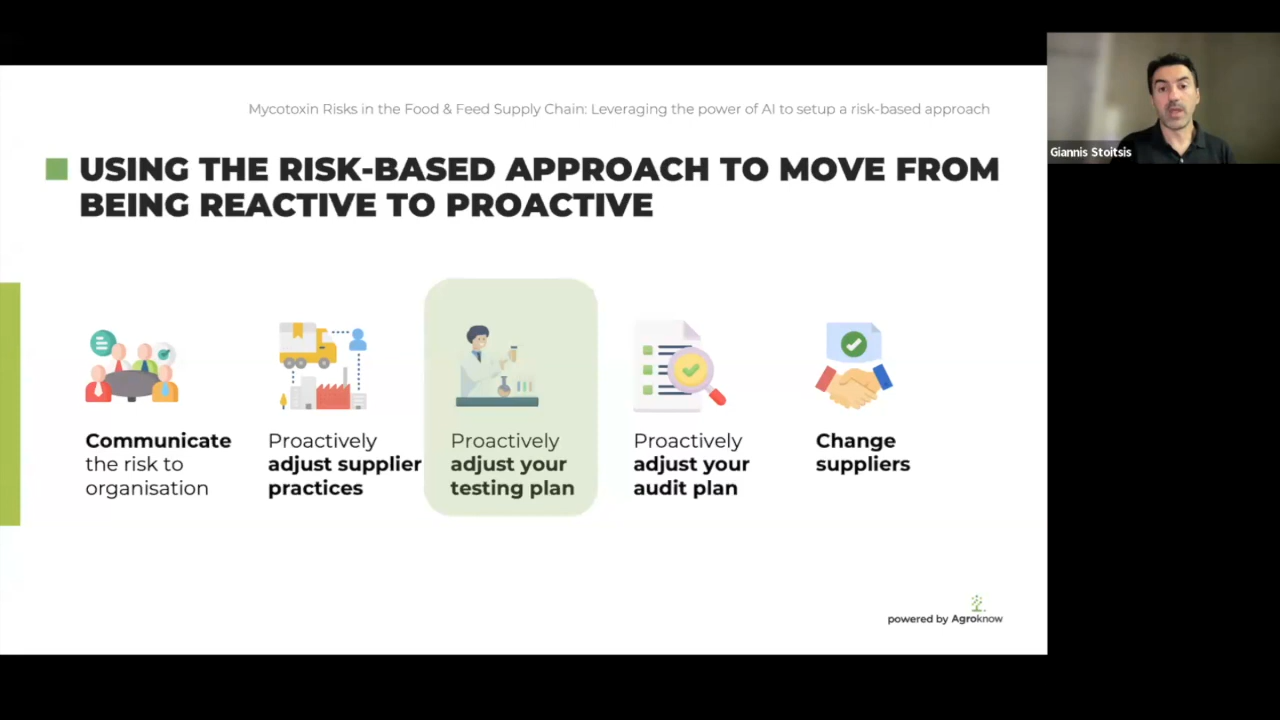 Mycotoxin Risks in the Food & Feed Supply Chain: Leveraging the power of AI to setup a risk-based approach
USING THE RISK-BASED APPROACH TO MOVE FROM
BEING REACTIVE TO PROACTIVE
Giannis Stoitsis
Communicate
the risk to
organisation
Proactively
adjust supplier
practices
Proactively
adjust your
testing plan
Proactively
adjust your
audit plan
Change
suppliers
powered by Agroknow